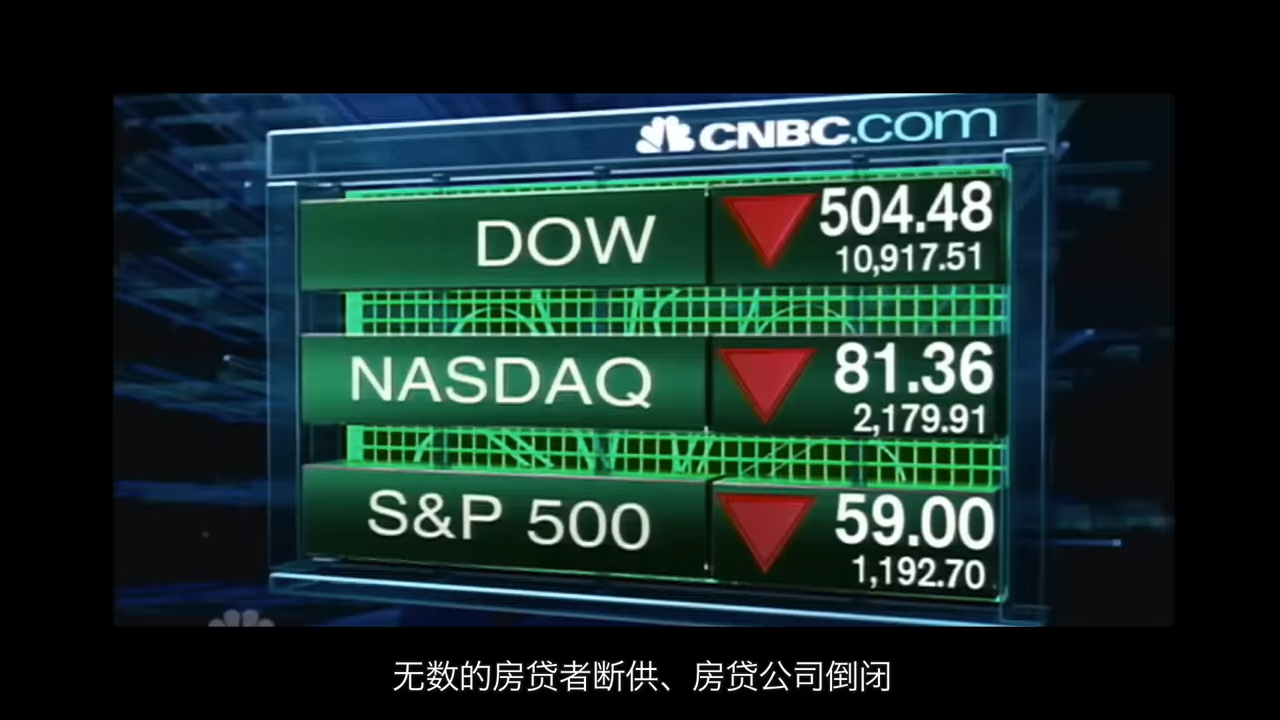 CNBC.com
DOW
504.48
10,917.51
NASDAQ
81.36
2,179.91
S&P 500
59.00
1,192.70
无数的房贷者断供、房贷公司倒闭